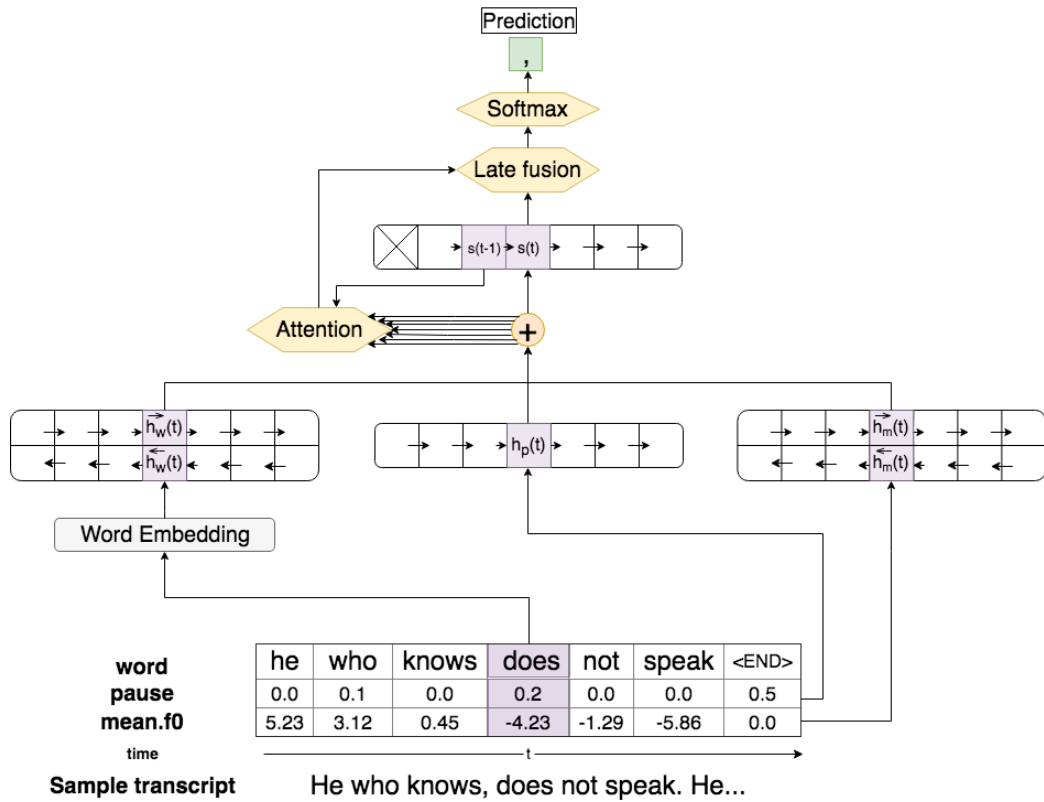 Prediction
,
Softmax
Late fusion
s(t-1) s(t)
Attention
+
h_w(t) h_p(t) h_m(t)
h_w(t) h_m(t)
Word Embedding
word he who knows does not speak <END>
pause 0.0 0.1 0.0 0.2 0.0 0.0 0.5
mean.f0 5.23 3.12 0.45 -4.23 -1.29 -5.86 0.0
time t
Sample transcript He who knows, does not speak. He...